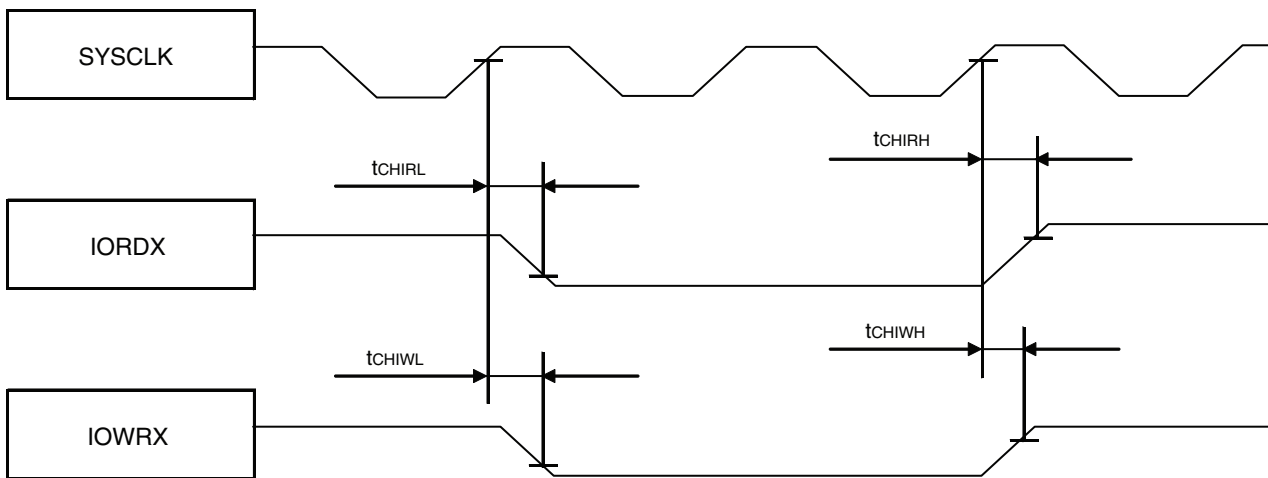 SYSCLK
tCHIRH
tCHIRL
IORDX
tCHIWH
tCHIWL
IOWRX